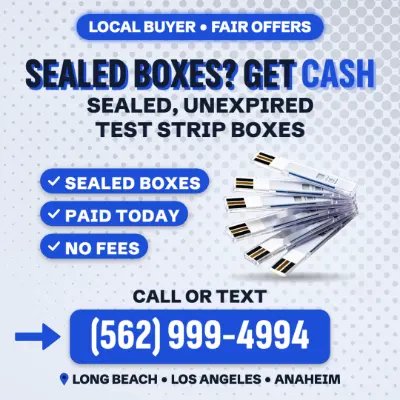 LOCAL BUYER • FAIR OFFERS
SEALED BOXES? GET CASH
SEALED, UNEXPIRED
TEST STRIP BOXES
SEALED BOXES
PAID TODAY
NO FEES
CALL OR TEXT
(562) 999-4994
LONG BEACH • LOS ANGELES • ANAHEIM